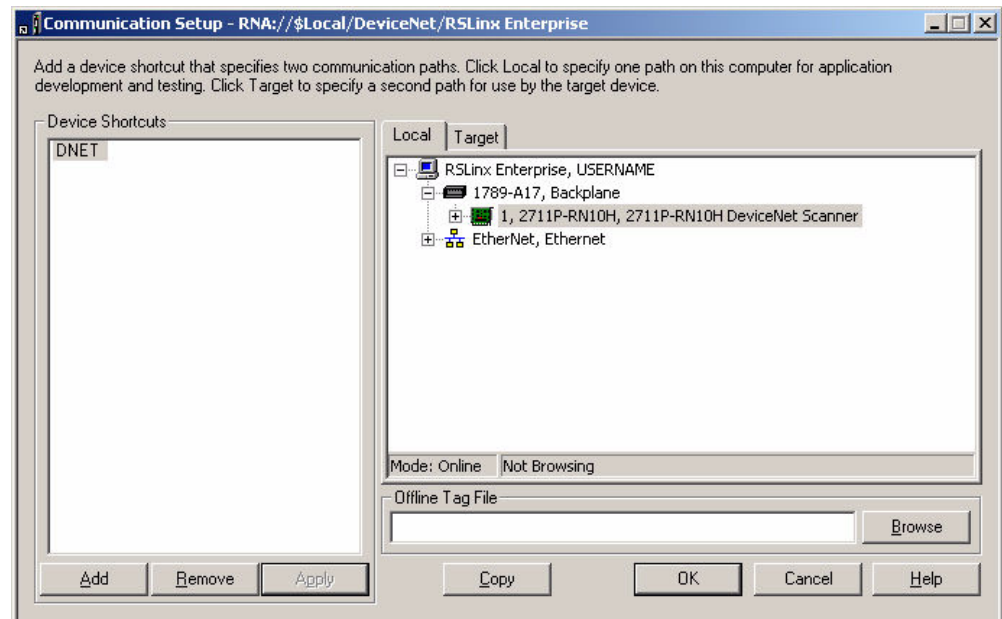 Communication Setup - RNA://$Local/DeviceNet/RSLinx Enterprise
Add a device shortcut that specifies two communication paths. Click Local to specify one path on this computer for application
development and testing. Click Target to specify a second path for use by the target device.
Device Shortcuts
DNET
Local
Target
RSLinx Enterprise, USERNAME
1789-A17, Backplane
1, 2711P-RN10H, 2711P-RN10H DeviceNet Scanner
EtherNet, Ethernet
Mode: Online
Not Browsing
Offline Tag File
Browse
Add
Remove
Apply
Copy
OK
Cancel
Help